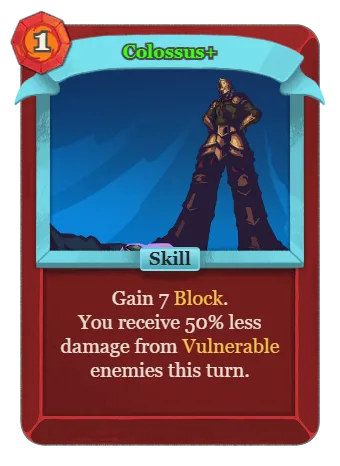 1
Colossus+
Skill
Gain 7 Block.
You receive 50% less
damage from Vulnerable
enemies this turn.